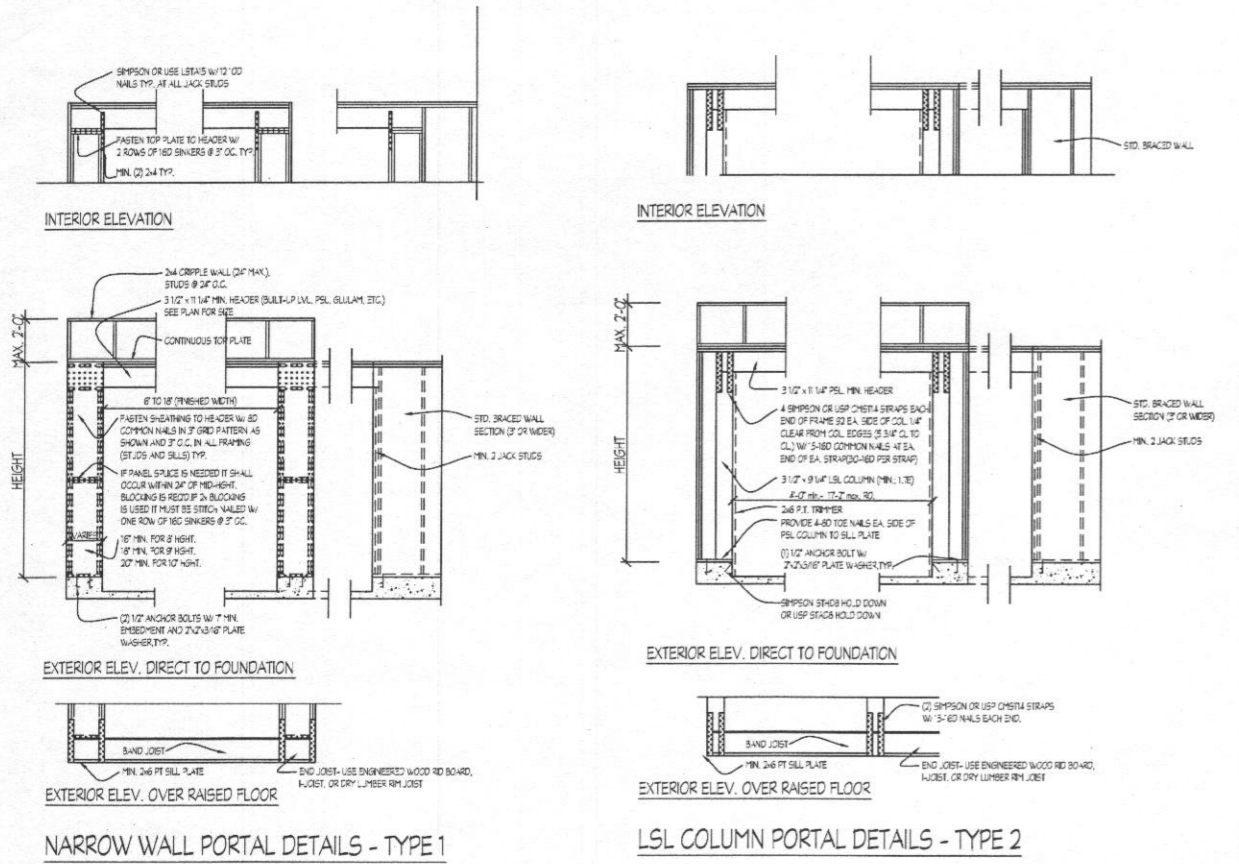 SIMPSON OR USE LSTA15 W/ 12 10D
NAILS TYP. AT ALL JACK STUDS
FASTEN TOP PLATE TO HEADER W/
2 ROWS OF 16D SINKERS @ 3" OC. TYP.
MIN. (2) 2x4 TYP.
INTERIOR ELEVATION
2x4 CRIPPLE WALL (24" MAX.).
STUDS @ 24" O.C.
3 1/2" x 11 1/4" MIN. HEADER (BUILT-UP LVL, PSL, GLULAM, ETC.)
SEE PLAN FOR SIZE
CONTINUOUS TOP PLATE
MAX. 2'-0"
HEIGHT
6' TO 18' (FINISHED WIDTH)
FASTEN SHEATHING TO HEADER W/ 8D
COMMON NAILS IN 3" GRID PATTERN AS
SHOWN AND 3" O.C. IN ALL FRAMING
(STUDS AND SILLS) TYP.
IF PANEL SPLICE IS NEEDED IT SHALL
OCCUR WITHIN 24" OF MID-HGHT.
BLOCKING IS REQ'D IF 2x BLOCKING
IS USED IT MUST BE STITCH NAILED W/
ONE ROW OF 16D SINKERS @ 3" OC.
VARIES
16" MIN. FOR 8' HGHT.
18" MIN. FOR 9' HGHT.
20" MIN. FOR 10' HGHT.
STD. BRACED WALL
SECTION (3' OR WIDER)
MIN. 2 JACK STUDS
(2) 1/2" ANCHOR BOLTS W/ 7" MIN.
EMBEDMENT AND 2"x2"x3/16" PLATE
WASHER,TYP.
EXTERIOR ELEV. DIRECT TO FOUNDATION
BAND JOIST
MIN. 2x6 PT SILL PLATE
END JOIST- USE ENGINEERED WOOD RID BOARD,
I-JOIST, OR DRY LUMBER RIM JOIST
EXTERIOR ELEV. OVER RAISED FLOOR
NARROW WALL PORTAL DETAILS - TYPE 1
STD. BRACED WALL
INTERIOR ELEVATION
MAX. 2'-0"
HEIGHT
3 1/2" x 11 1/4" PSL. MIN. HEADER
4 SIMPSON OR USP CMST14 STRAPS EACH
END OF FRAME EA. SIDE OF COL. 1/4"
CLEAR FROM COL. EDGES (5 3/4" CL TO
CL) W/ 15-16D COMMON NAILS AT EA.
END OF EA. STRAP(30-16D PER STRAP)
3 1/2" x 9 1/4" LSL COLUMN (MIN.: 1.7E)
8'-0" min.- 17'-2" max. RO.
2x6 P.T. TRIMMER
PROVIDE 4-8D TOE NAILS EA. SIDE OF
PSL COLUMN TO SILL PLATE
(1) 1/2" ANCHOR BOLT W/
2"x2"x3/16" PLATE WASHER,TYP.
SIMPSON STHD8 HOLD DOWN
OR USP STAD8 HOLD DOWN
STD. BRACED WALL
SECTION (3' OR WIDER)
MIN. 2 JACK STUDS
EXTERIOR ELEV. DIRECT TO FOUNDATION
(2) SIMPSON OR USP CMST14 STRAPS
W/ 15-16D NAILS EACH END.
BAND JOIST
MIN. 2x6 PT SILL PLATE
END JOIST- USE ENGINEERED WOOD RID BOARD,
I-JOIST, OR DRY LUMBER RIM JOIST
EXTERIOR ELEV. OVER RAISED FLOOR
LSL COLUMN PORTAL DETAILS - TYPE 2